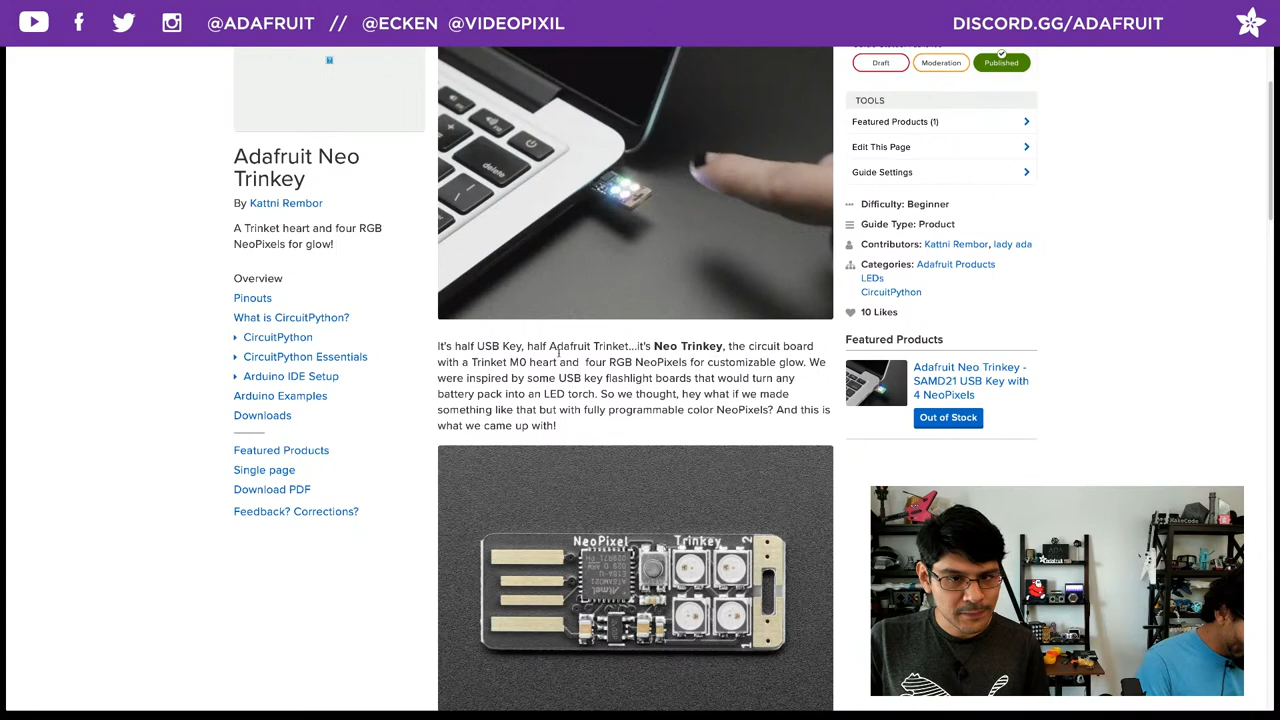 @ADAFRUIT // @ECKEN @VIDEOPIXIL
DISCORD.GG/ADAFRUIT
Adafruit Neo
Trinkey
By Kattni Rembor
A Trinket heart and four RGB
NeoPixels for glow!
Overview
Pinouts
What is CircuitPython?
CircuitPython
CircuitPython Essentials
Arduino IDE Setup
Arduino Examples
Downloads
Featured Products
Single page
Download PDF
Feedback? Corrections?
It's half USB Key, half Adafruit Trinket...it's Neo Trinkey, the circuit board
with a Trinket M0 heart and four RGB NeoPixels for customizable glow. We
were inspired by some USB key flashlight boards that would turn any
battery pack into an LED torch. So we thought, hey what if we made
something like that but with fully programmable color NeoPixels? And this is
what we came up with!
NeoPixel Trinkey 2
1
Draft Moderation Published
TOOLS
Featured Products (1)
Edit This Page
Guide Settings
Difficulty: Beginner
Guide Type: Product
Contributors: Kattni Rembor, lady ada
Categories: Adafruit Products
LEDs
CircuitPython
10 Likes
Featured Products
Adafruit Neo Trinkey -
SAMD21 USB Key with
4 NeoPixels
Out of Stock
MakeCode